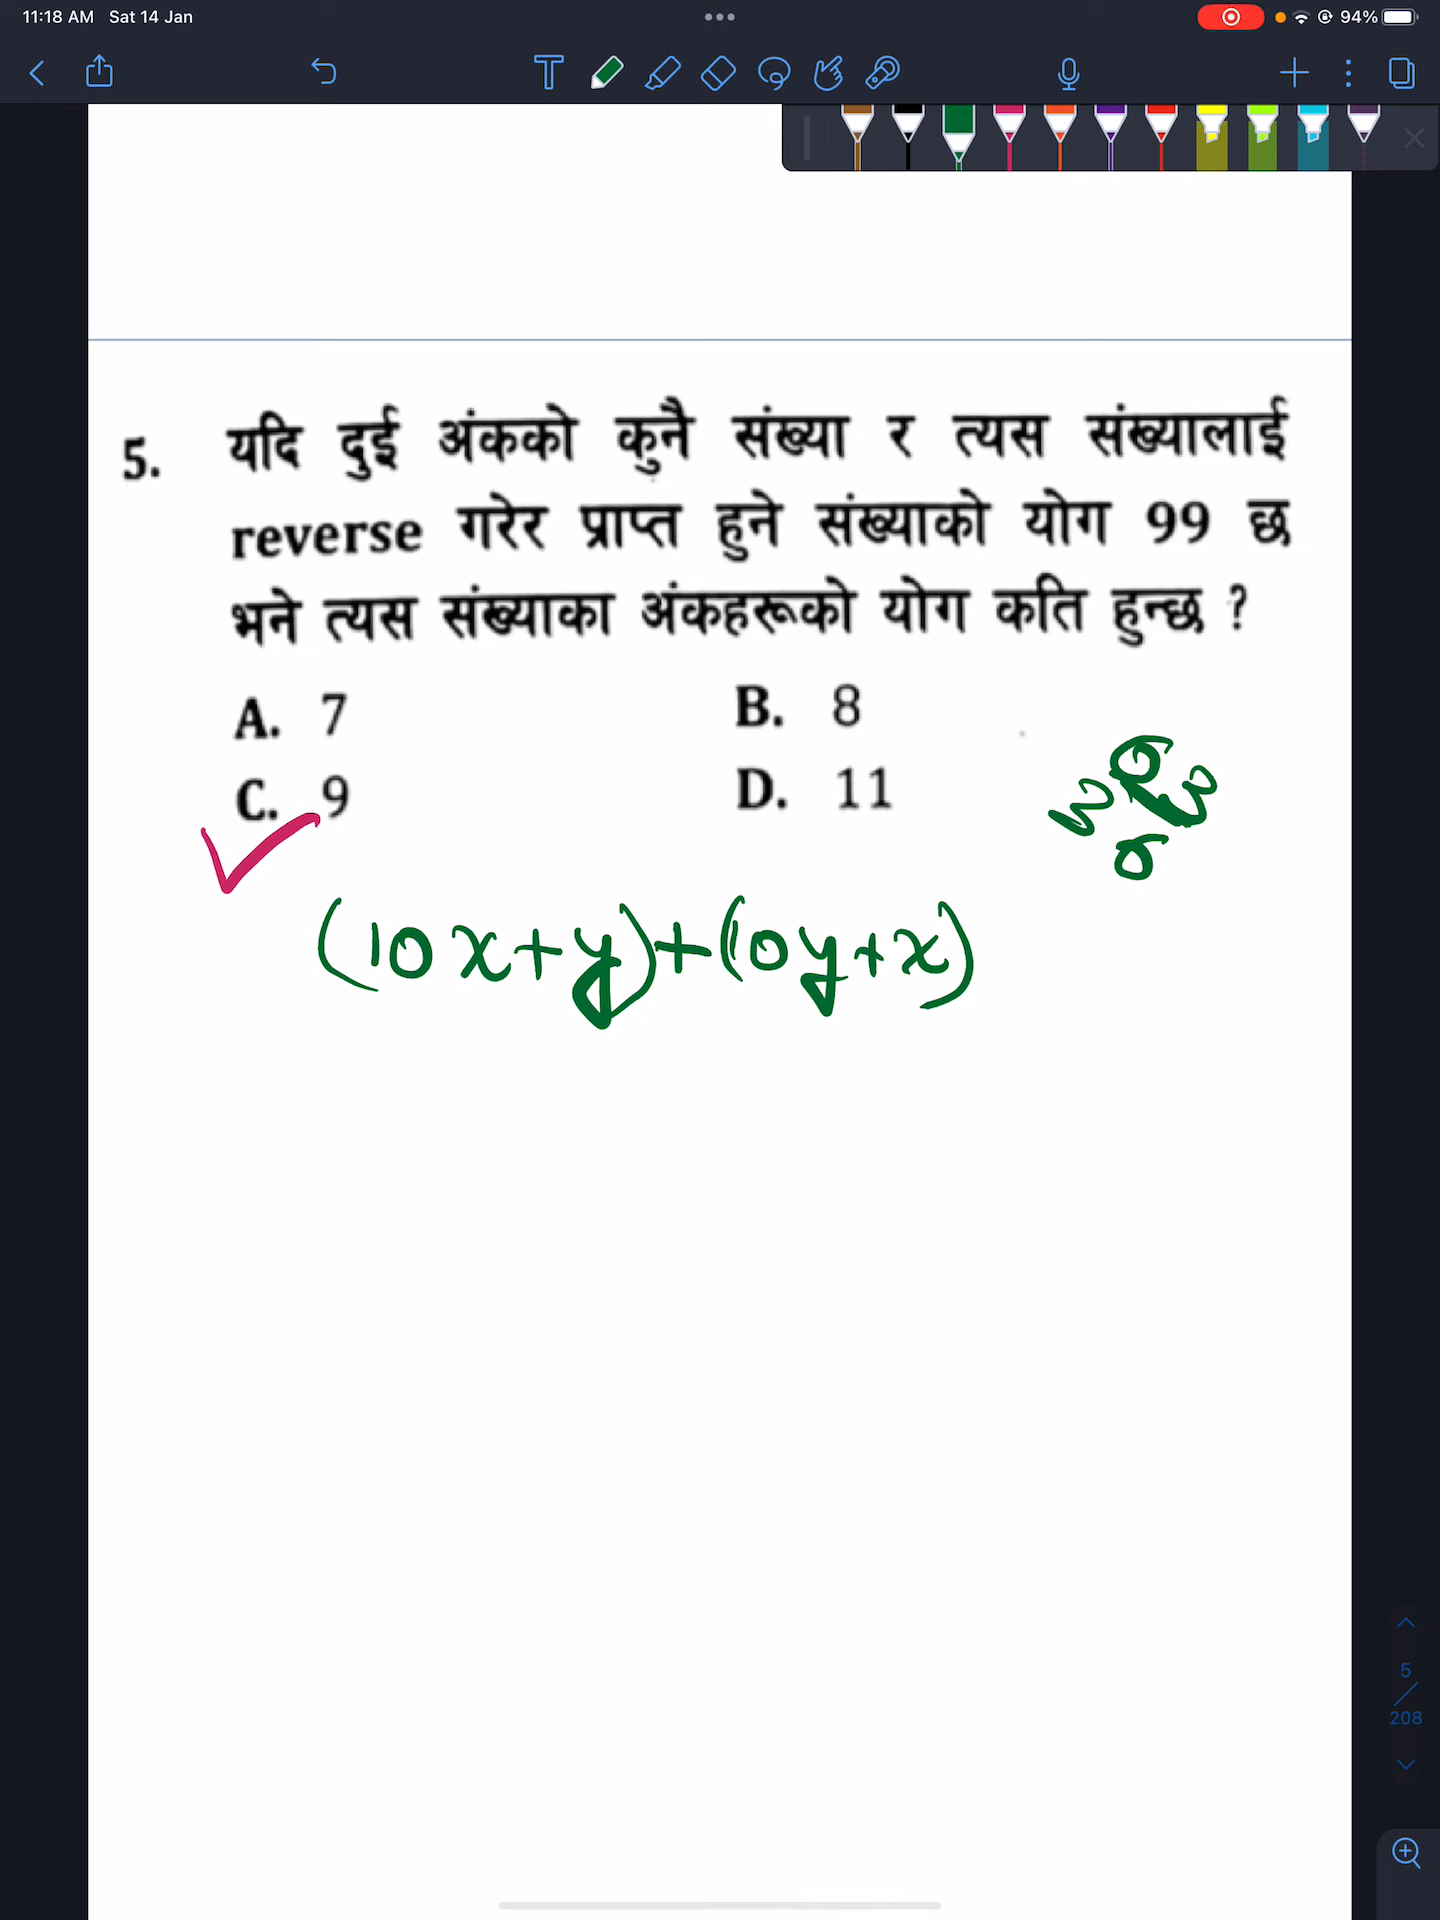 11:18 AM Sat 14 Jan
94%
5. यदि दुई अंकको कुनै संख्या र त्यस संख्यालाई
reverse गरेर प्राप्त हुने संख्याको योग 99 छ
भने त्यस संख्याका अंकहरूको योग कति हुन्छ ?
A. 7 B. 8
C. 9 D. 11
(10x+y)+(10y+x)
5
208